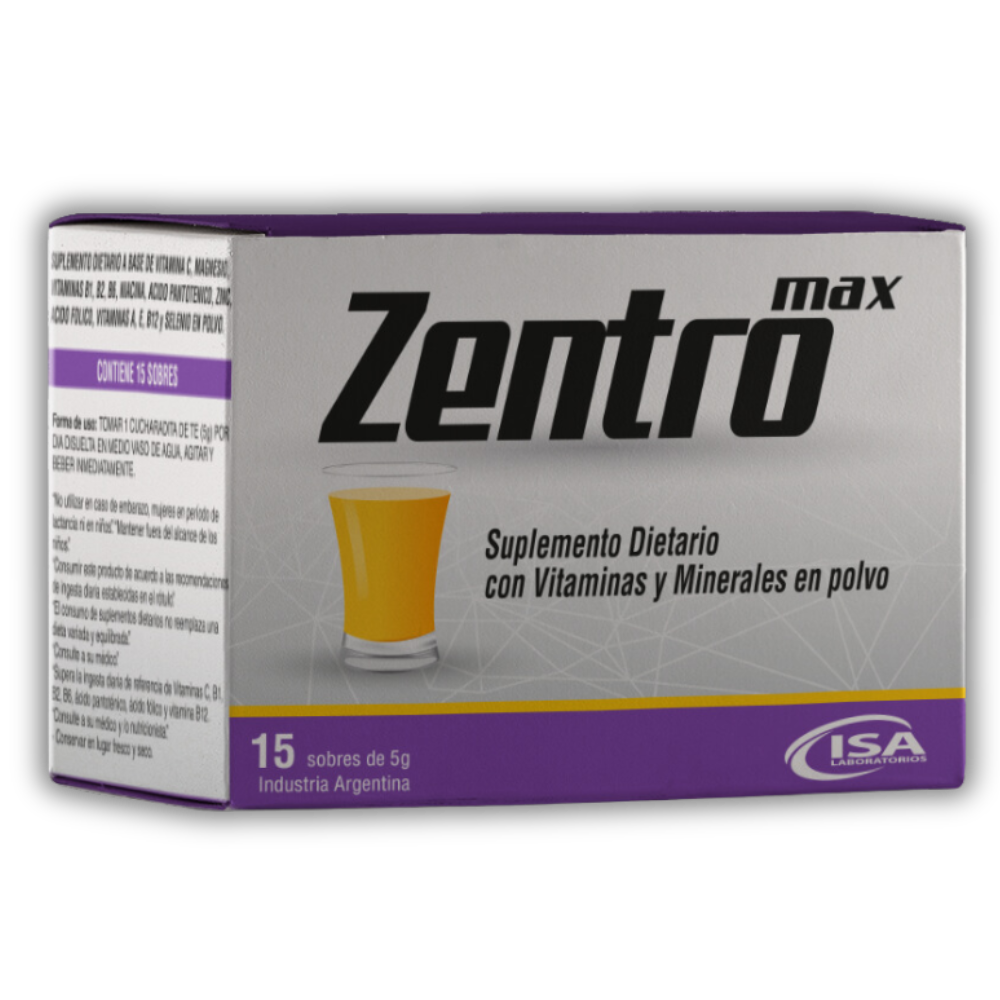 SUPLEMENTO DIETARIO A BASE DE VITAMINA C, MAGNESIO,
VITAMINAS B1, B2, B6, NIACINA, ACIDO PANTOTENICO, ZINC,
ACIDO FOLICO, VITAMINAS A, E, B12 y SELENIO EN POLVO.
CONTIENE 15 SOBRES
Forma de uso: TOMAR 1 CUCHARADITA DE TE (5g) POR
DIA DISUELTA EN MEDIO VASO DE AGUA, AGITAR Y
BEBER INMEDIATAMENTE.
"No utilizar en caso de embarazo, mujeres en período de
lactancia ni en niños." "Mantener fuera del alcance de los
niños."
"Consumir este producto de acuerdo a las recomendaciones
de ingesta diaria establecidas en el rótulo"
"El consumo de suplementos dietarios no reemplaza una
dieta variada y equilibrada."
"Consulte a su médico"
"Supera la ingesta diaria de referencia de Vitaminas C, B1,
B2, B6, ácido pantoténico, ácido fólico y vitamina B12.
"Consulte a su médico y/o nutricionista."
- Conservar en lugar fresco y seco.
Zentro max
Suplemento Dietario
con Vitaminas y Minerales en polvo
15 sobres de 5g
Industria Argentina
ISA
LABORATORIOS